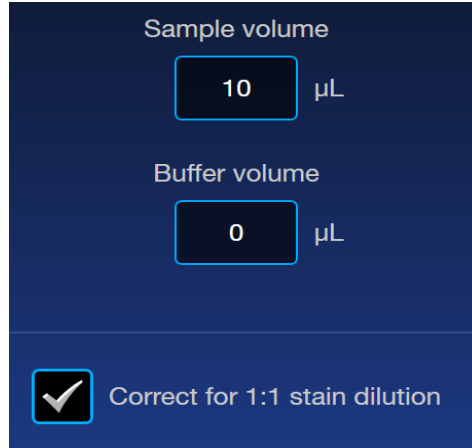 Sample volume
10 µL
Buffer volume
0 µL
Correct for 1:1 stain dilution